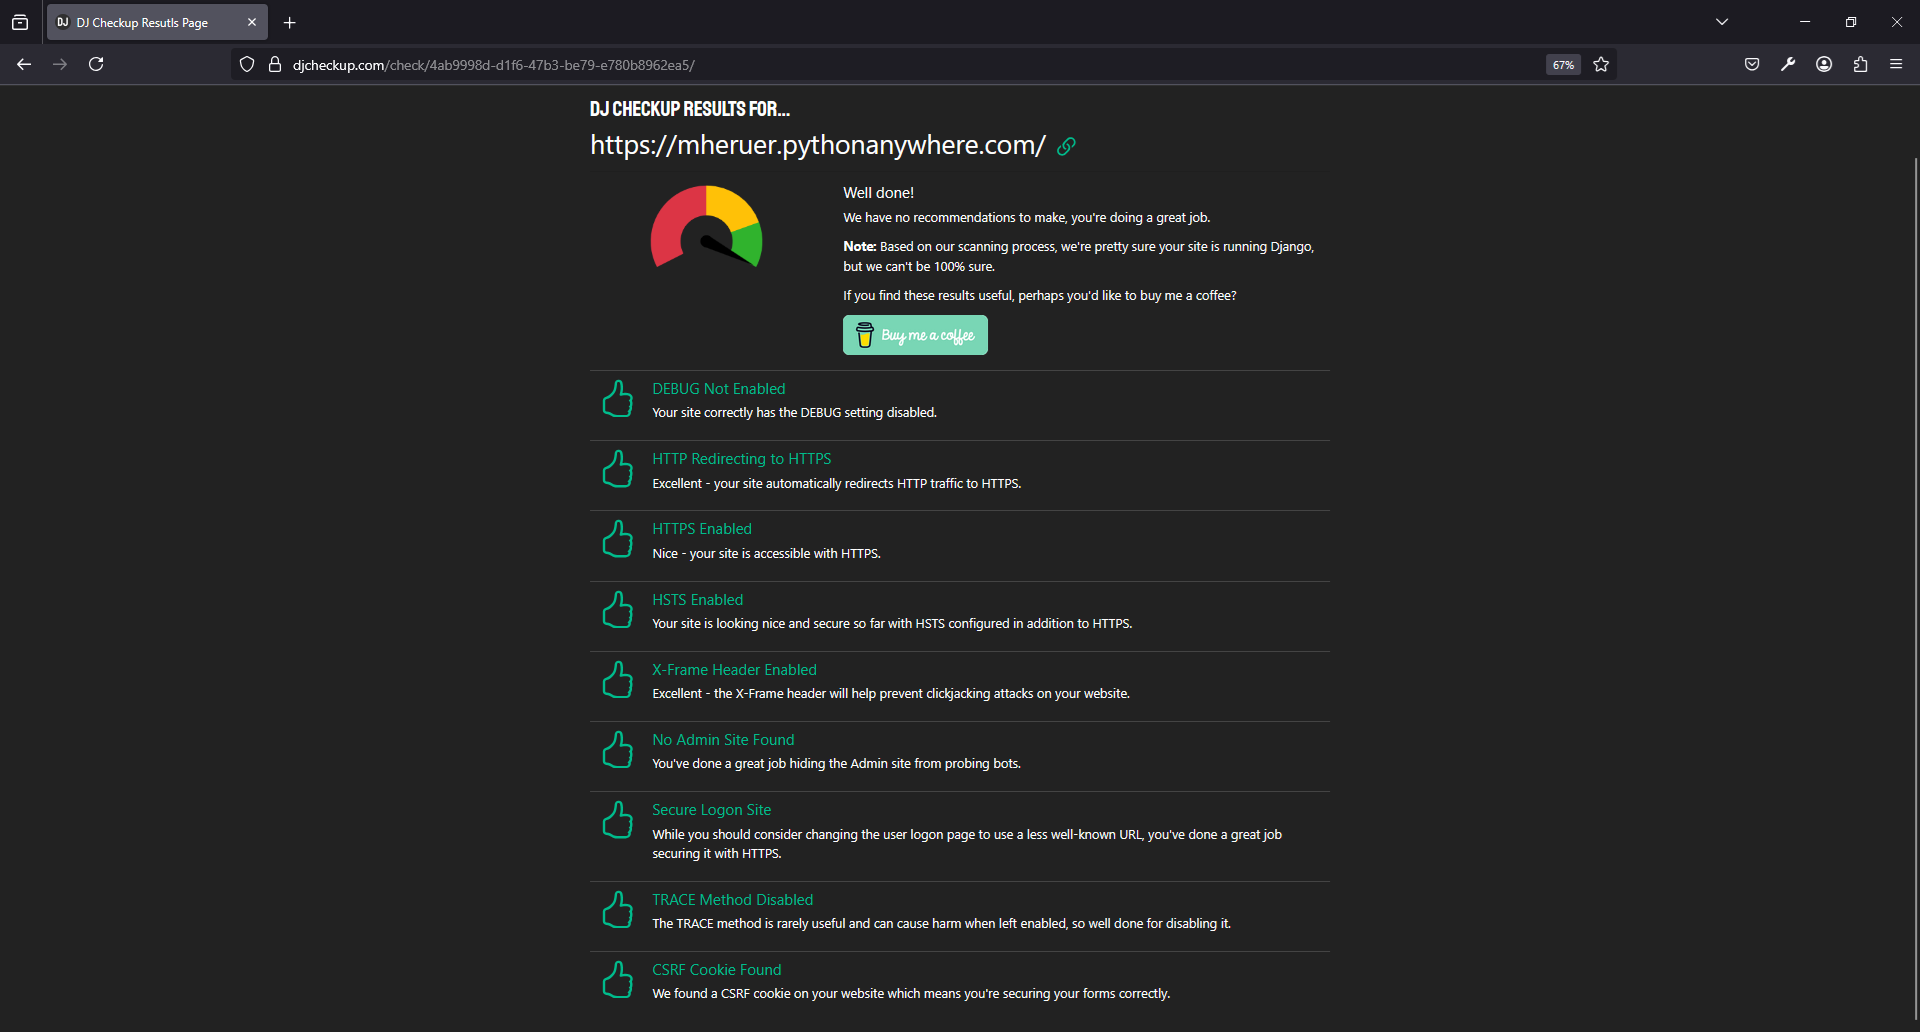 DJ Checkup Resutls Page
djcheckup.com/check/4ab9998d-d1f6-47b3-be79-e780b8962ea5/
67%
DJ CHECKUP RESULTS FOR...
https://mheruer.pythonanywhere.com/
Well done!
We have no recommendations to make, you're doing a great job.
Note: Based on our scanning process, we're pretty sure your site is running Django,
but we can't be 100% sure.
If you find these results useful, perhaps you'd like to buy me a coffee?
Buy me a coffee
DEBUG Not Enabled
Your site correctly has the DEBUG setting disabled.
HTTP Redirecting to HTTPS
Excellent - your site automatically redirects HTTP traffic to HTTPS.
HTTPS Enabled
Nice - your site is accessible with HTTPS.
HSTS Enabled
Your site is looking nice and secure so far with HSTS configured in addition to HTTPS.
X-Frame Header Enabled
Excellent - the X-Frame header will help prevent clickjacking attacks on your website.
No Admin Site Found
You've done a great job hiding the Admin site from probing bots.
Secure Logon Site
While you should consider changing the user logon page to use a less well-known URL, you've done a great job
securing it with HTTPS.
TRACE Method Disabled
The TRACE method is rarely useful and can cause harm when left enabled, so well done for disabling it.
CSRF Cookie Found
We found a CSRF cookie on your website which means you're securing your forms correctly.